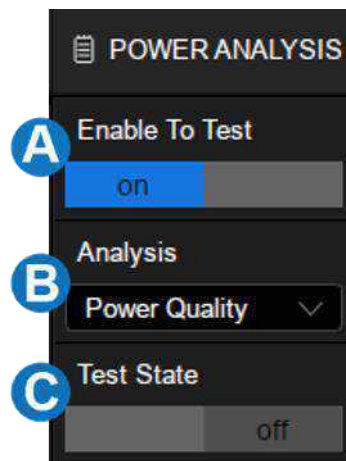 POWER ANALYSIS
A
Enable To Test
on
B
Analysis
Power Quality
C
Test State
off